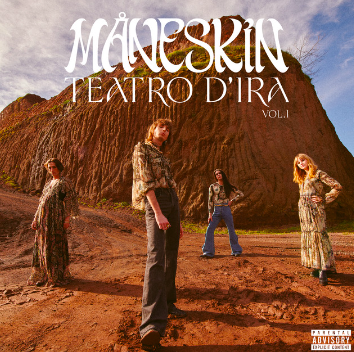 MÅNESKIN
TEATRO D'IRA
VOL.I
PARENTAL
ADVISORY
EXPLICIT CONTENT